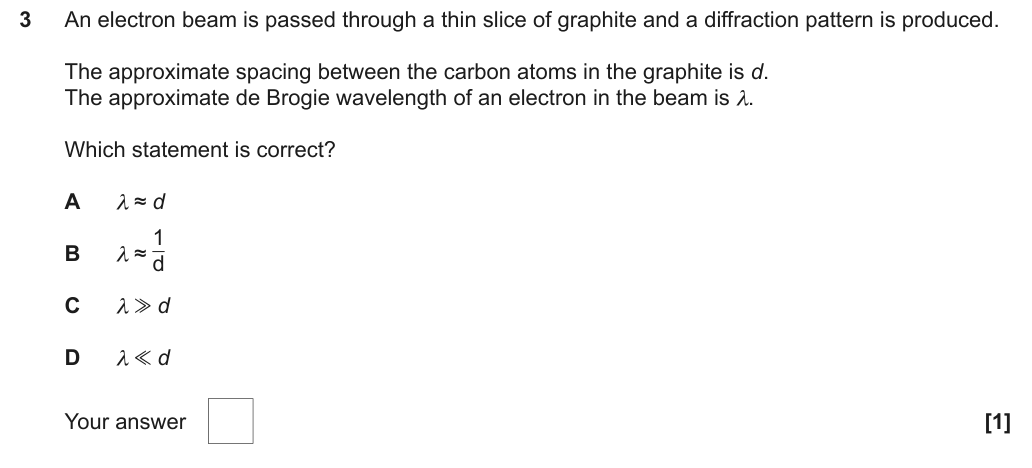 3 An electron beam is passed through a thin slice of graphite and a diffraction pattern is produced.
The approximate spacing between the carbon atoms in the graphite is d.
The approximate de Brogie wavelength of an electron in the beam is λ.
Which statement is correct?
A λ ≈ d
B λ ≈ 1/d
C λ ≫ d
D λ ≪ d
Your answer [1]